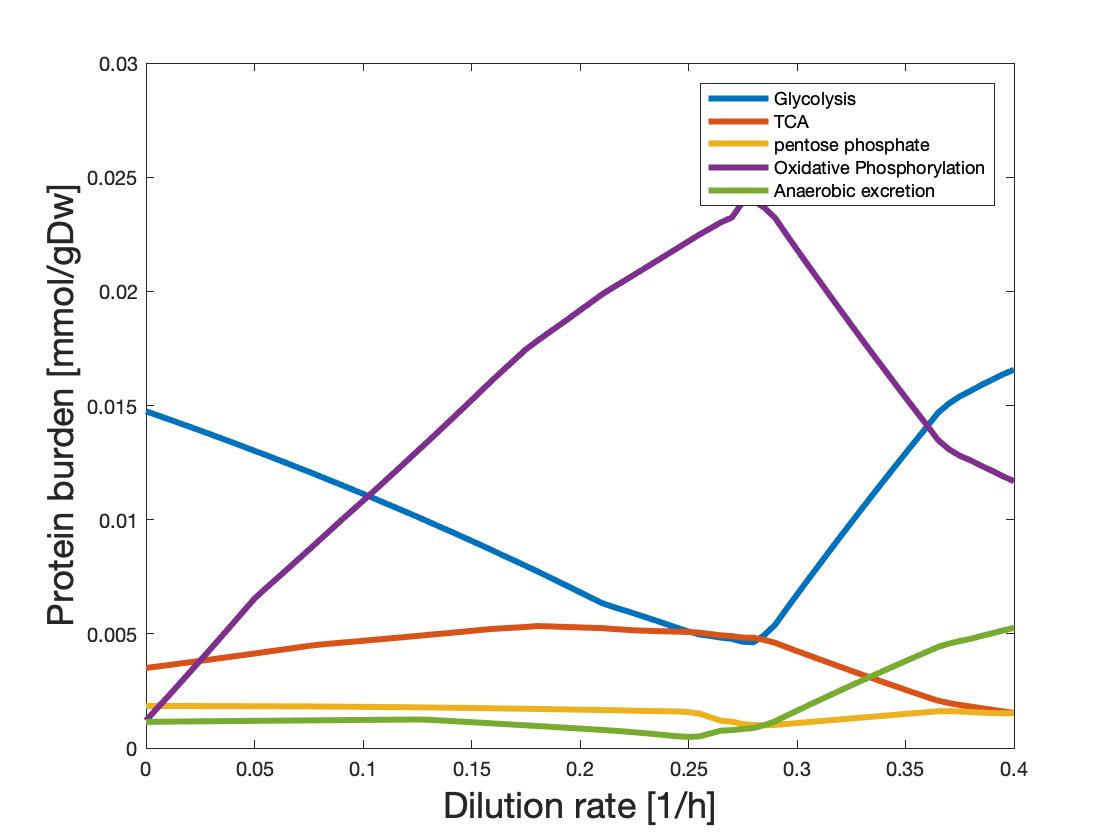 0.03
0.025
0.02
0.015
0.01
0.005
0
Protein burden [mmol/gDw]
Glycolysis
TCA
pentose phosphate
Oxidative Phosphorylation
Anaerobic excretion
0 0.05 0.1 0.15 0.2 0.25 0.3 0.35 0.4
Dilution rate [1/h]